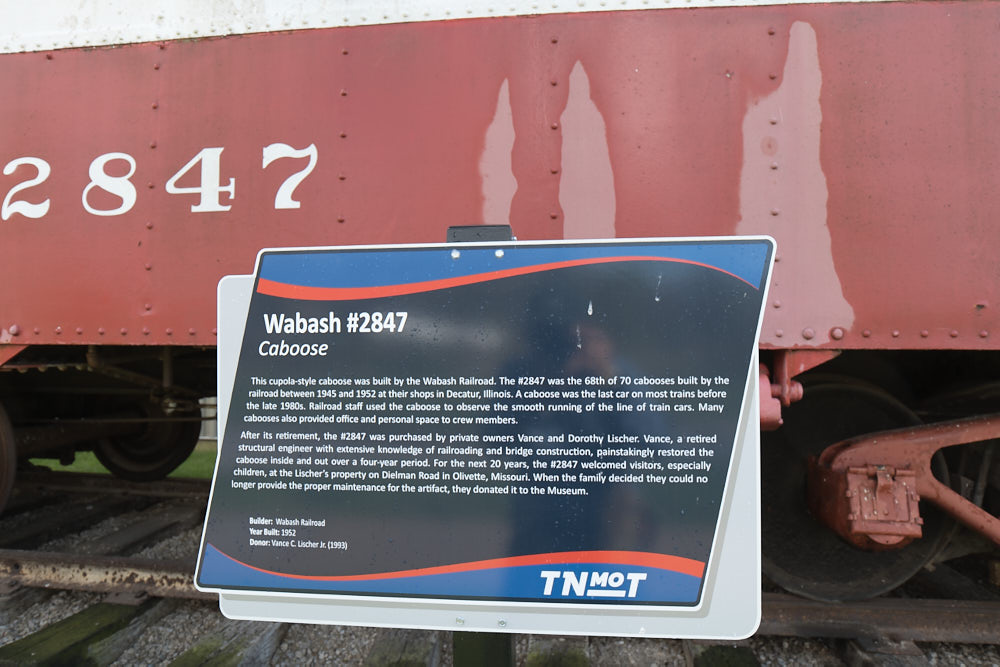 2847
Wabash #2847
Caboose
This cupola-style caboose was built by the Wabash Railroad. The #2847 was the 68th of 70 cabooses built by the
railroad between 1945 and 1952 at their shops in Decatur, Illinois. A caboose was the last car on most trains before
the late 1980s. Railroad staff used the caboose to observe the smooth running of the line of train cars. Many
cabooses also provided office and personal space to crew members.
After its retirement, the #2847 was purchased by private owners Vance and Dorothy Lischer. Vance, a retired
structural engineer with extensive knowledge of railroading and bridge construction, painstakingly restored the
caboose inside and out over a four-year period. For the next 20 years, the #2847 welcomed visitors, especially
children, at the Lischer's property on Dielman Road in Olivette, Missouri. When the family decided they could no
longer provide the proper maintenance for the artifact, they donated it to the Museum.
Builder: Wabash Railroad
Year Built: 1952
Donor: Vance C. Lischer Jr. (1993)
TNMOT